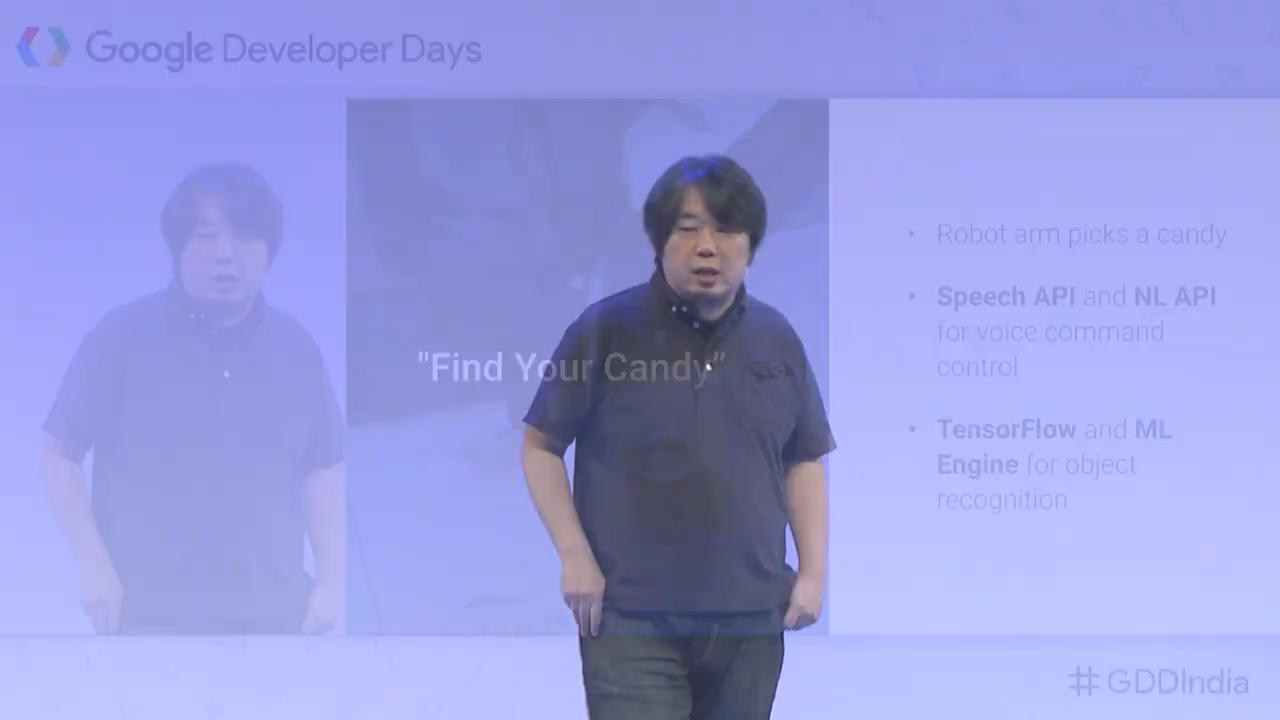 Google Developer Days
"Find Your Candy"
• Robot arm picks a candy
• Speech API and NL API
for voice command
control
• TensorFlow and ML
Engine for object
recognition
#GDDIndia